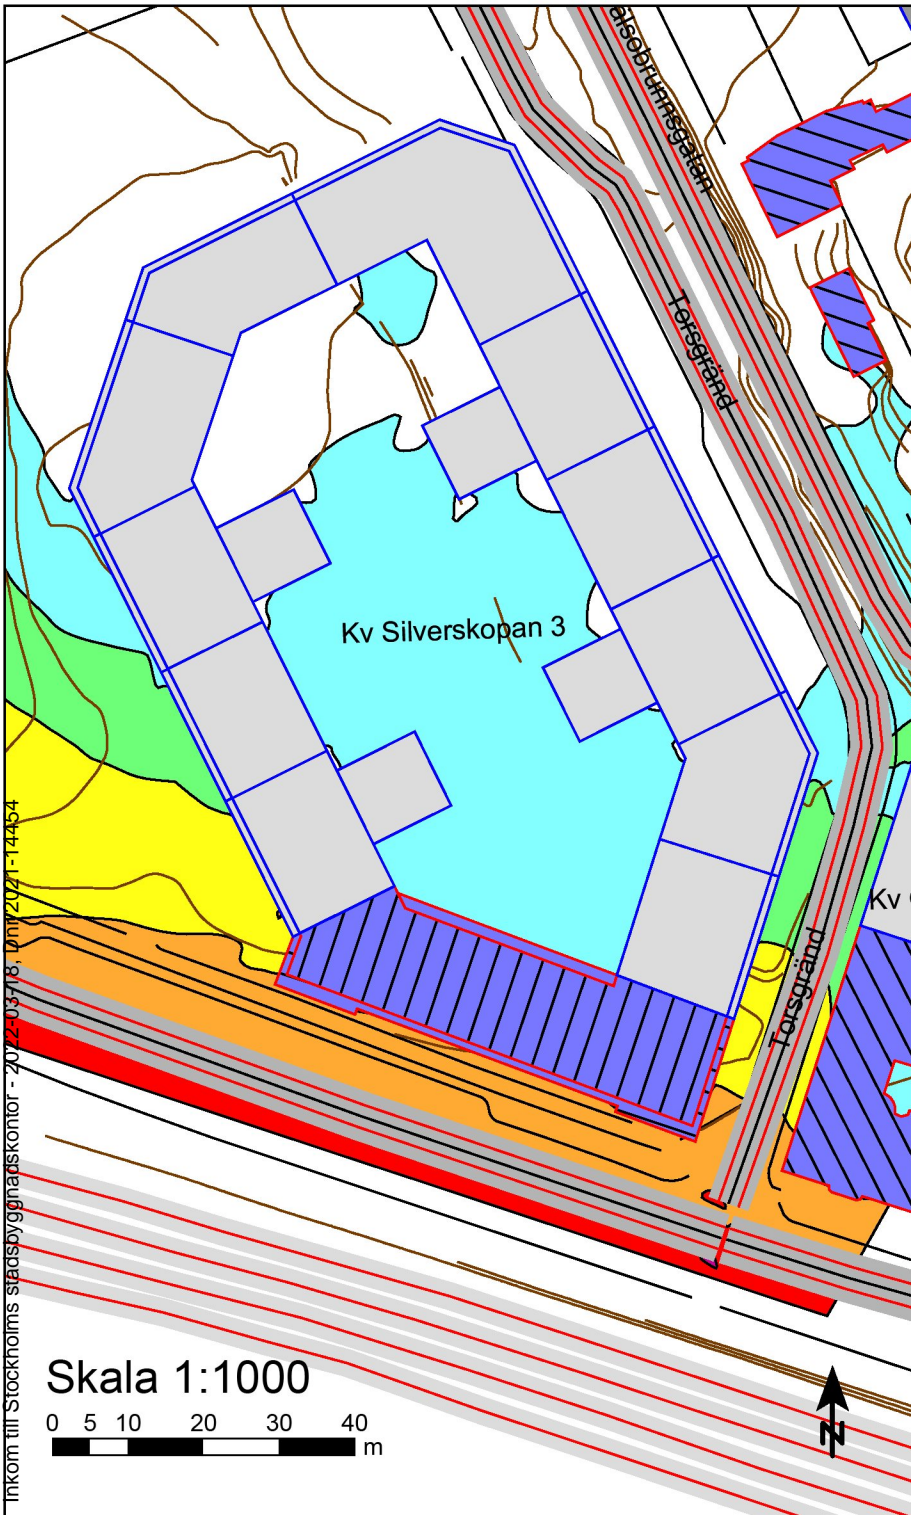 älsobrunnsgatan
Torsgränd
Kv Silverskopan 3
Kv
Torsgränd
Inkom till Stockholms stadsbyggnadskontor - 2022-03-18, Dnr 2021-14454
Skala 1:1000
0 5 10 20 30 40
m
N